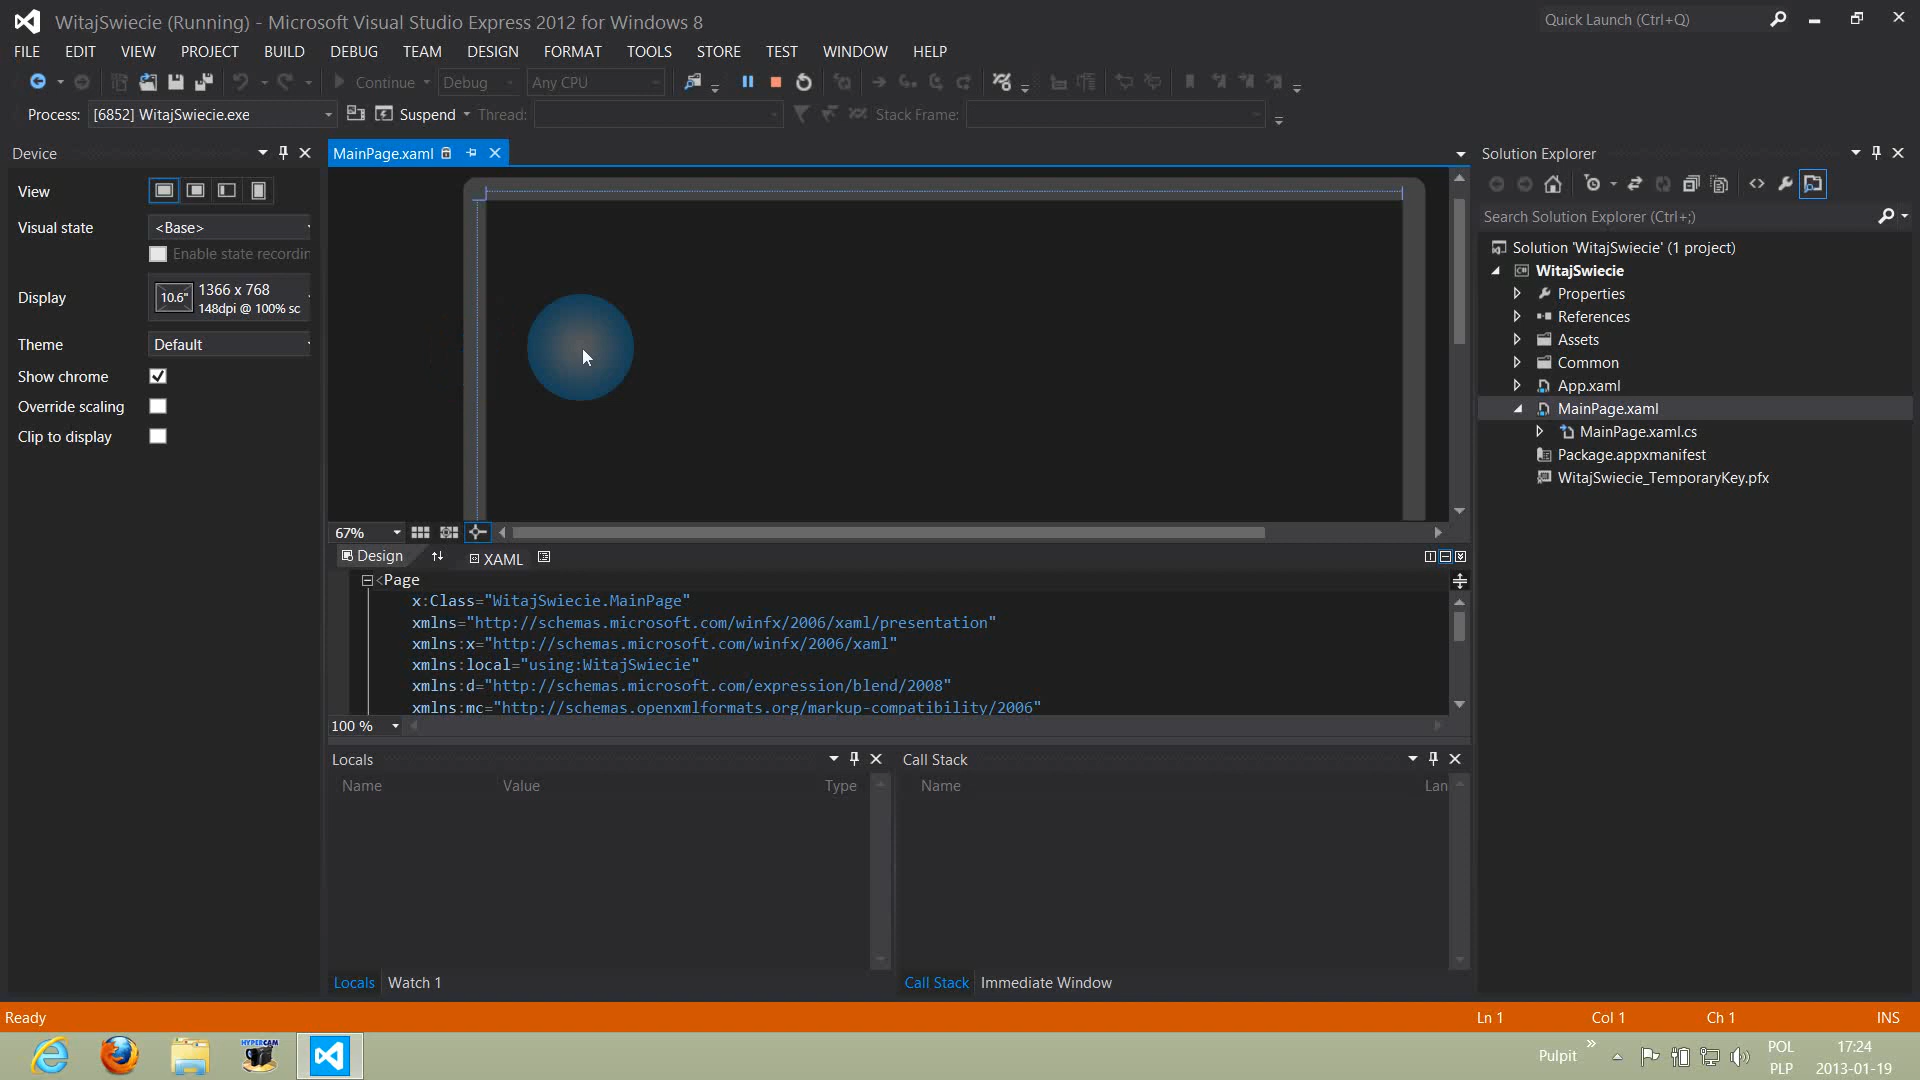 WitajSwiecie (Running) - Microsoft Visual Studio Express 2012 for Windows 8
Quick Launch (Ctrl+Q)
FILE EDIT VIEW PROJECT BUILD DEBUG TEAM DESIGN FORMAT TOOLS STORE TEST WINDOW HELP
Continue Debug Any CPU
Process: [6852] WitajSwiecie.exe Suspend Thread: Stack Frame:
Device
View
Visual state <Base>
Enable state recordin
Display 10.6" 1366 x 768
148dpi @ 100% sc
Theme Default
Show chrome
Override scaling
Clip to display
MainPage.xaml
67%
Design XAML
<Page
x:Class="WitajSwiecie.MainPage"
xmlns="http://schemas.microsoft.com/winfx/2006/xaml/presentation"
xmlns:x="http://schemas.microsoft.com/winfx/2006/xaml"
xmlns:local="using:WitajSwiecie"
xmlns:d="http://schemas.microsoft.com/expression/blend/2008"
xmlns:mc="http://schemas.openxmlformats.org/markup-compatibility/2006"
100 %
Locals
Name Value Type
Locals Watch 1
Call Stack
Name Lan
Call Stack Immediate Window
Solution Explorer
Search Solution Explorer (Ctrl+;)
Solution 'WitajSwiecie' (1 project)
WitajSwiecie
Properties
References
Assets
Common
App.xaml
MainPage.xaml
MainPage.xaml.cs
Package.appxmanifest
WitajSwiecie_TemporaryKey.pfx
Ready Ln 1 Col 1 Ch 1 INS
HYPERCAM
Pulpit
POL
PLP
17:24
2013-01-19